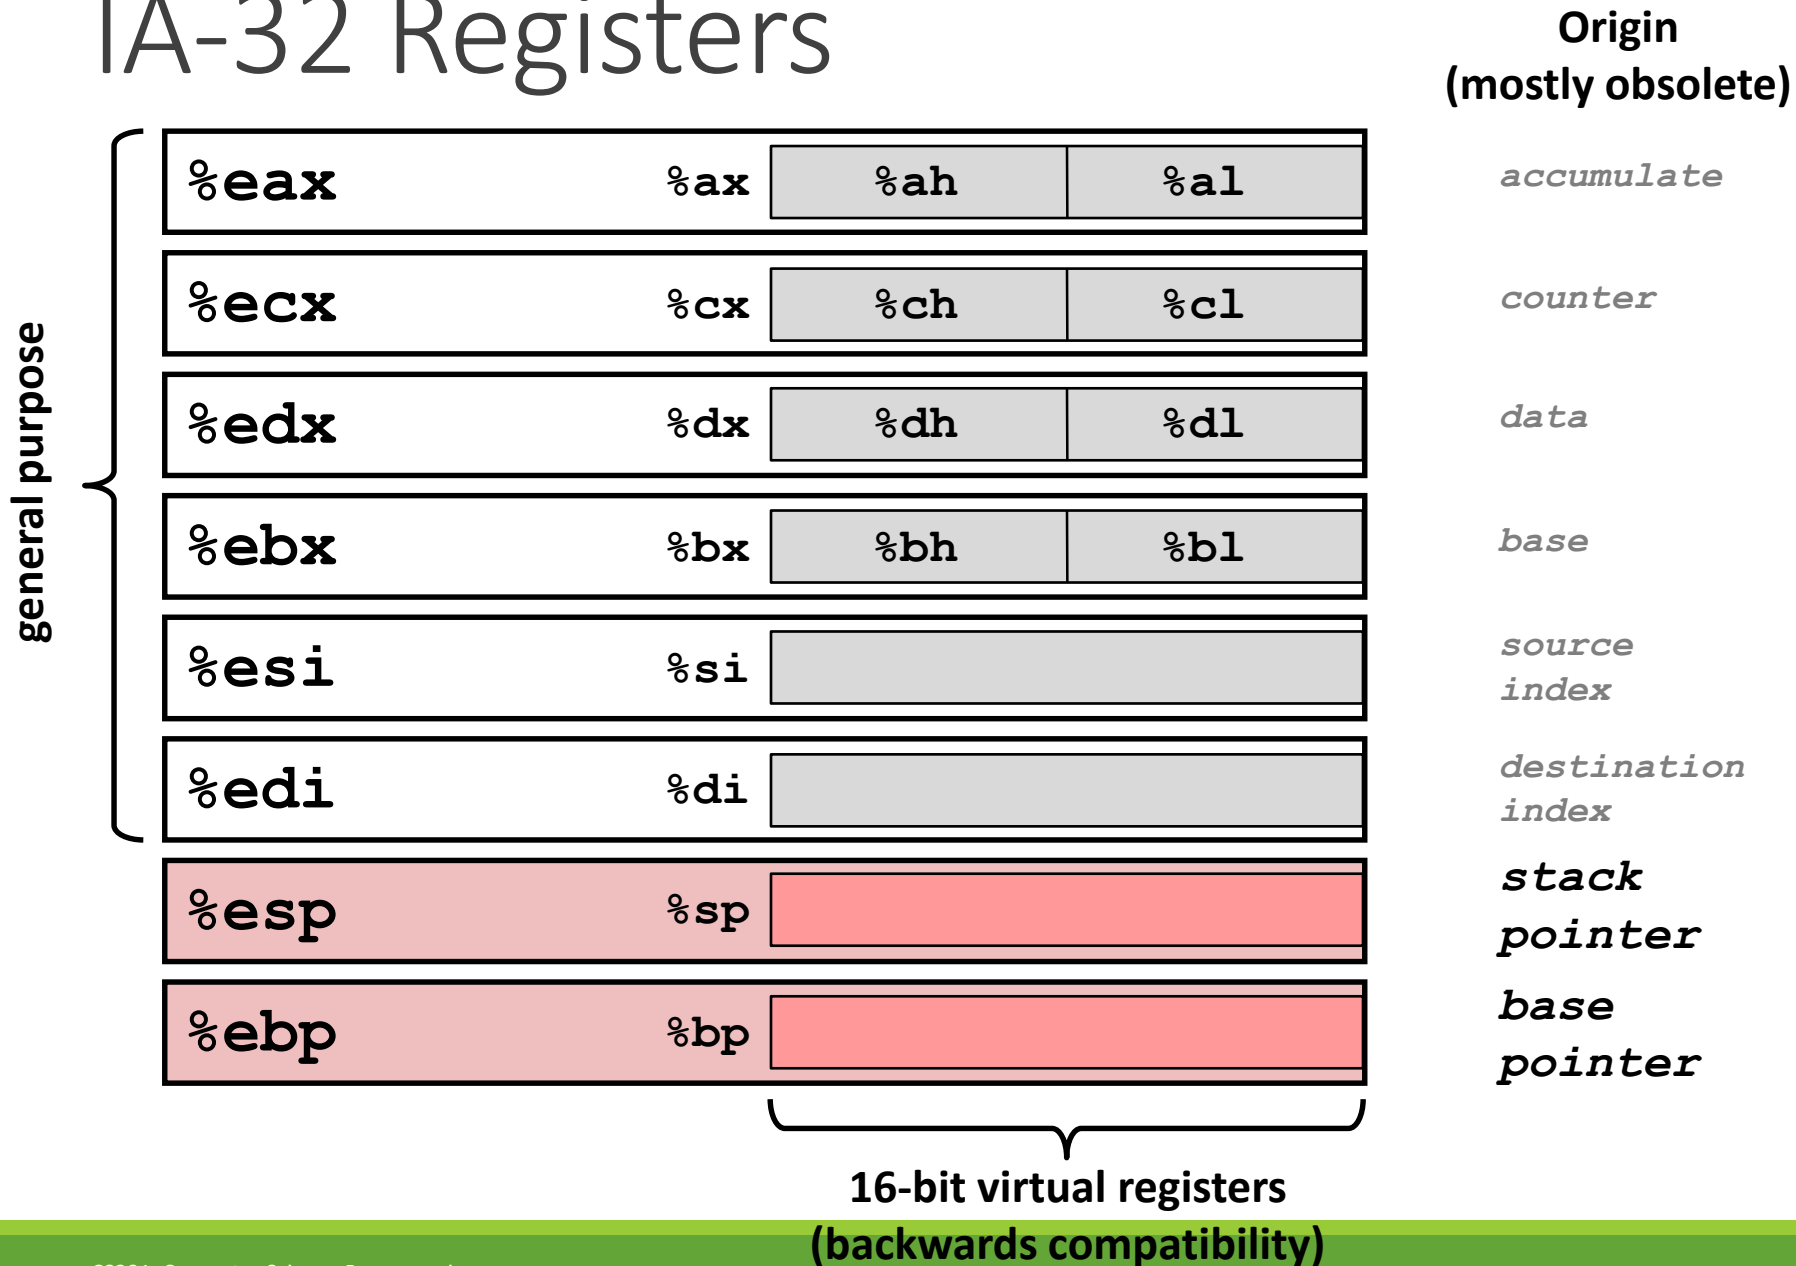 IA-32 Registers
Origin
(mostly obsolete)
general purpose
%eax %ax %ah %al accumulate
%ecx %cx %ch %cl counter
%edx %dx %dh %dl data
%ebx %bx %bh %bl base
%esi %si source
index
%edi %di destination
index
%esp %sp stack
pointer
%ebp %bp base
pointer
16-bit virtual registers
(backwards compatibility)